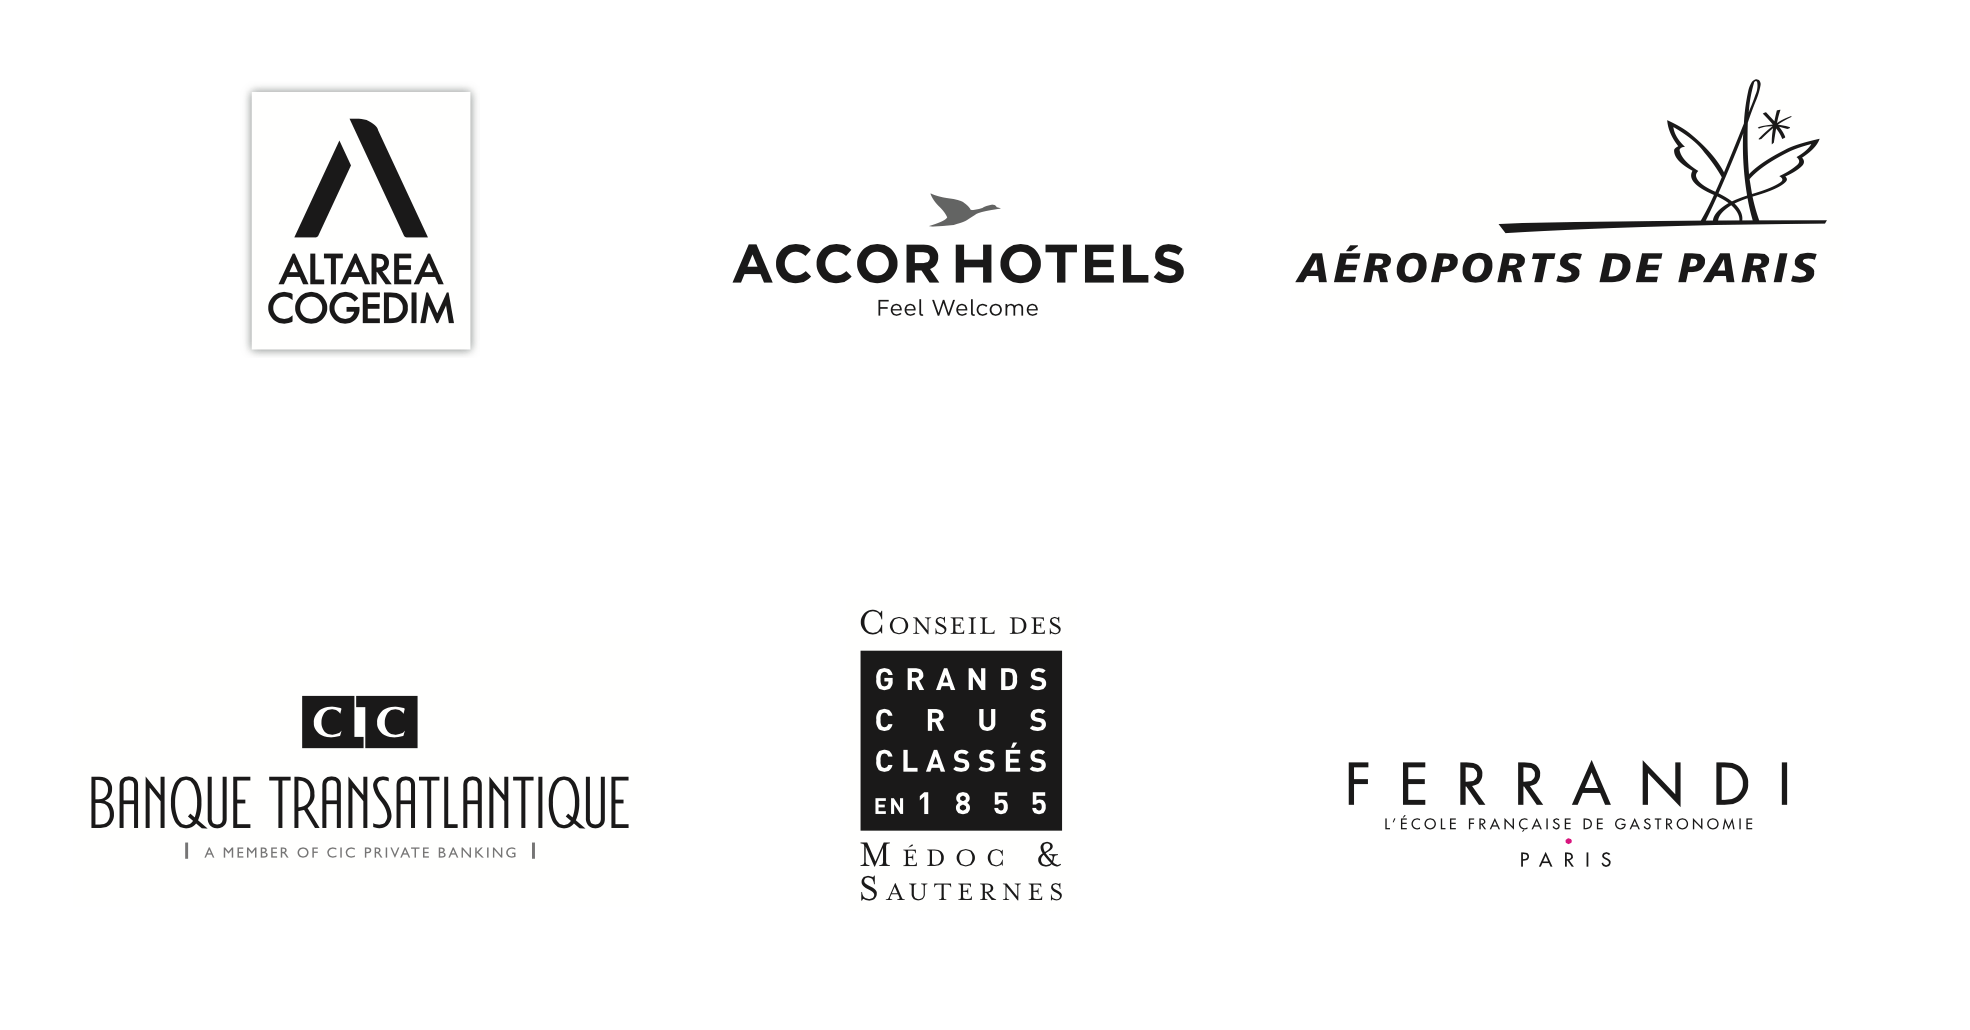 ALTAREA
COGEDIM
ACCORHOTELS
Feel Welcome
AÉROPORTS DE PARIS
CIC
BANQUE TRANSATLANTIQUE
A MEMBER OF CIC PRIVATE BANKING
CONSEIL DES
GRANDS
CRUS
CLASSÉS
EN 1855
MÉDOC &
SAUTERNES
FERRANDI
L'ÉCOLE FRANÇAISE DE GASTRONOMIE
PARIS